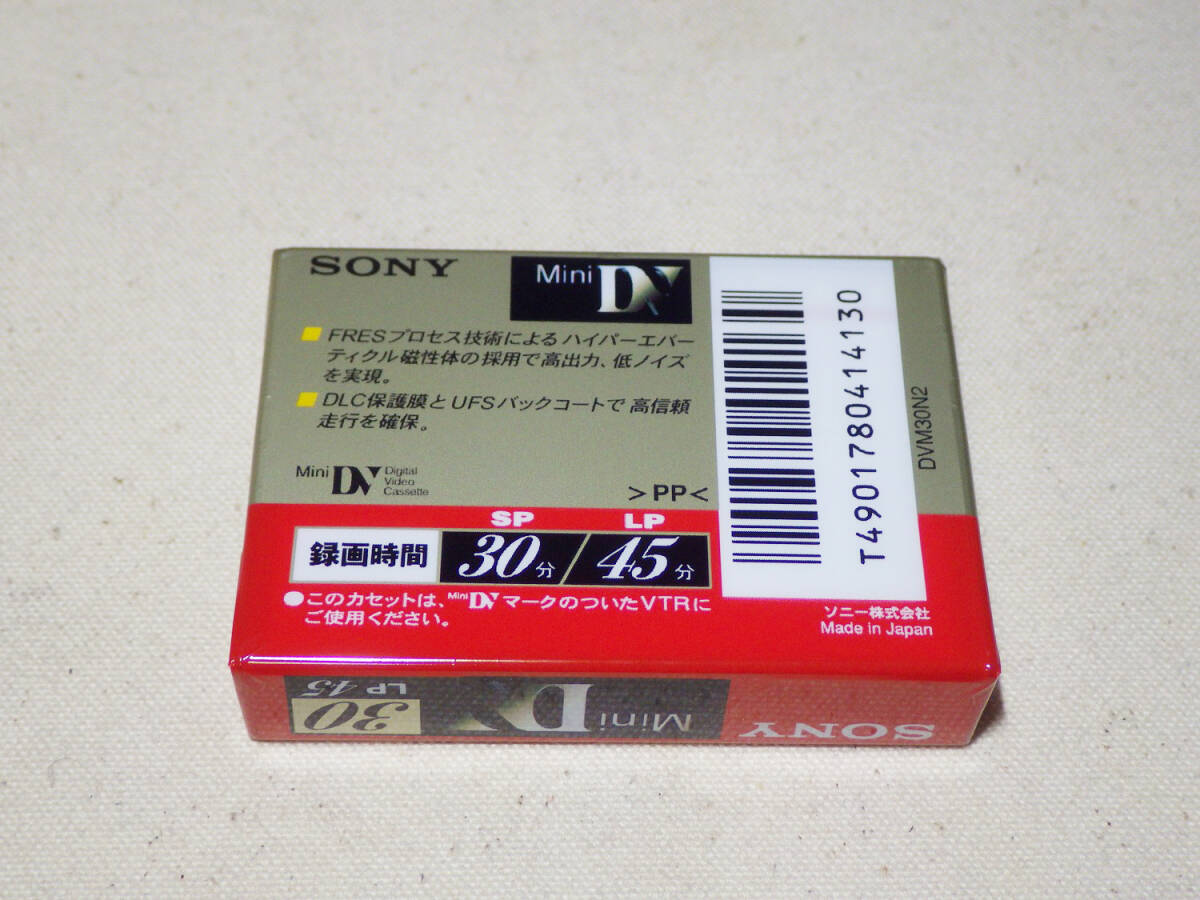 SONY
Mini DV
FRESプロセス技術によるハイパーエバー
ティクル磁性体の採用で高出力、低ノイズ
を実現。
DLC保護膜とUFSバックコートで高信頼
走行を確保。
Mini DV Digital
Video
Cassette
>PP<
SP LP
録画時間 30分/45分
●このカセットは、Mini DVマークのついたVTRに
ご使用ください。
T4901780414130
DVM30N2
ソニー株式会社
Made in Japan
SONY
Mini DV
30
LP 45